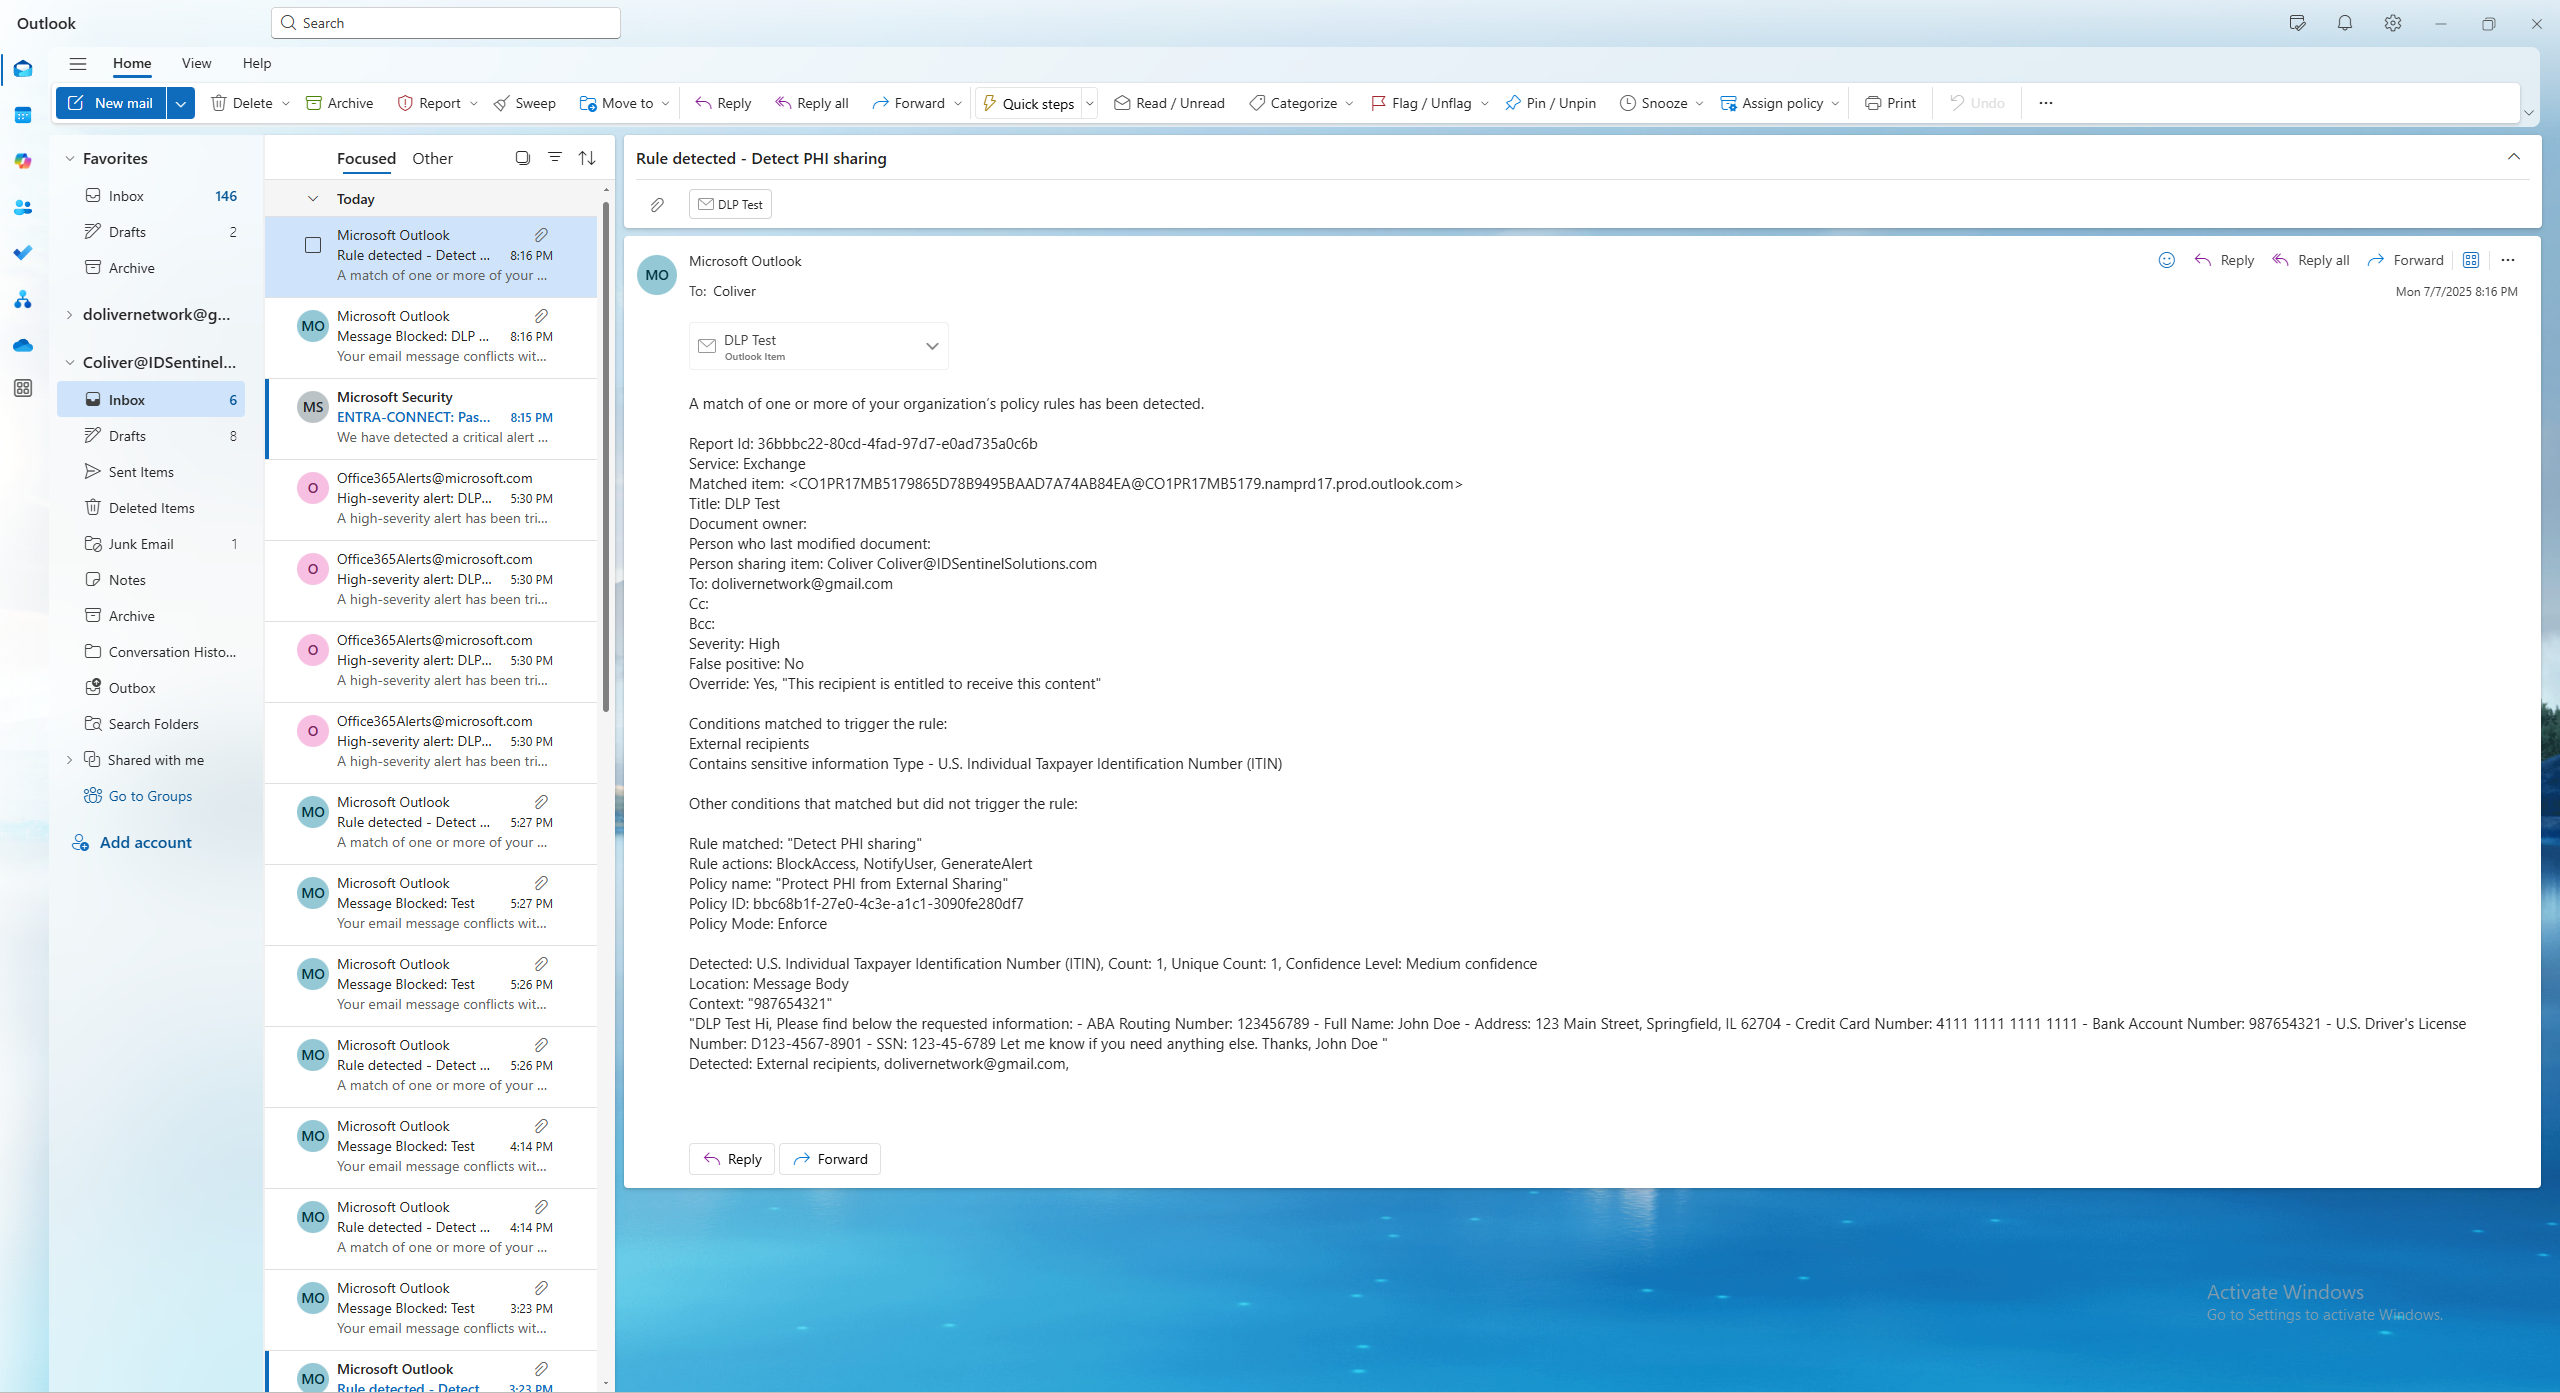 Outlook
Search
Home
View
Help
New mail
Delete
Archive
Report
Sweep
Move to
Reply
Reply all
Forward
Quick steps
Read / Unread
Categorize
Flag / Unflag
Pin / Unpin
Snooze
Assign policy
Print
Undo
Favorites
Inbox 146
Drafts 2
Archive
dolivernetwork@g...
Coliver@IDSentinel...
Inbox 6
Drafts 8
Sent Items
Deleted Items
Junk Email 1
Notes
Archive
Conversation Histo...
Outbox
Search Folders
Shared with me
Go to Groups
Add account
Focused Other
Today
Microsoft Outlook
Rule detected - Detect ... 8:16 PM
A match of one or more of your ...
MO Microsoft Outlook
Message Blocked: DLP ... 8:16 PM
Your email message conflicts wit...
MS Microsoft Security
ENTRA-CONNECT: Pas... 8:15 PM
We have detected a critical alert ...
O Office365Alerts@microsoft.com
High-severity alert: DLP... 5:30 PM
A high-severity alert has been tri...
O Office365Alerts@microsoft.com
High-severity alert: DLP... 5:30 PM
A high-severity alert has been tri...
O Office365Alerts@microsoft.com
High-severity alert: DLP... 5:30 PM
A high-severity alert has been tri...
O Office365Alerts@microsoft.com
High-severity alert: DLP... 5:30 PM
A high-severity alert has been tri...
MO Microsoft Outlook
Rule detected - Detect ... 5:27 PM
A match of one or more of your ...
MO Microsoft Outlook
Message Blocked: Test 5:27 PM
Your email message conflicts wit...
MO Microsoft Outlook
Message Blocked: Test 5:26 PM
Your email message conflicts wit...
MO Microsoft Outlook
Rule detected - Detect ... 5:26 PM
A match of one or more of your ...
MO Microsoft Outlook
Message Blocked: Test 4:14 PM
Your email message conflicts wit...
MO Microsoft Outlook
Rule detected - Detect ... 4:14 PM
A match of one or more of your ...
MO Microsoft Outlook
Message Blocked: Test 3:23 PM
Your email message conflicts wit...
MO Microsoft Outlook
Rule detected - Detect 3:23 PM
Rule detected - Detect PHI sharing
DLP Test
MO Microsoft Outlook
Reply
Reply all
Forward
To: Coliver
Mon 7/7/2025 8:16 PM
DLP Test
Outlook Item
A match of one or more of your organization's policy rules has been detected.
Report Id: 36bbbc22-80cd-4fad-97d7-e0ad735a0c6b
Service: Exchange
Matched item: <CO1PR17MB5179865D78B9495BAAD7A74AB84EA@CO1PR17MB5179.namprd17.prod.outlook.com>
Title: DLP Test
Document owner:
Person who last modified document:
Person sharing item: Coliver Coliver@IDSentinelSolutions.com
To: dolivernetwork@gmail.com
Cc:
Bcc:
Severity: High
False positive: No
Override: Yes, "This recipient is entitled to receive this content"
Conditions matched to trigger the rule:
External recipients
Contains sensitive information Type - U.S. Individual Taxpayer Identification Number (ITIN)
Other conditions that matched but did not trigger the rule:
Rule matched: "Detect PHI sharing"
Rule actions: BlockAccess, NotifyUser, GenerateAlert
Policy name: "Protect PHI from External Sharing"
Policy ID: bbc68b1f-27e0-4c3e-a1c1-3090fe280df7
Policy Mode: Enforce
Detected: U.S. Individual Taxpayer Identification Number (ITIN), Count: 1, Unique Count: 1, Confidence Level: Medium confidence
Location: Message Body
Context: "987654321"
"DLP Test Hi, Please find below the requested information: - ABA Routing Number: 123456789 - Full Name: John Doe - Address: 123 Main Street, Springfield, IL 62704 - Credit Card Number: 4111 1111 1111 1111 - Bank Account Number: 987654321 - U.S. Driver's License
Number: D123-4567-8901 - SSN: 123-45-6789 Let me know if you need anything else. Thanks, John Doe "
Detected: External recipients, dolivernetwork@gmail.com,
Reply
Forward
Activate Windows
Go to Settings to activate Windows.